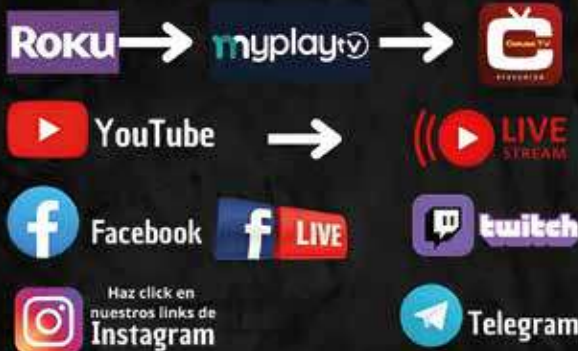 Roku myplaytv
YouTube LIVE
STREAM
Facebook f LIVE twitch
Haz click en
nuestros links de
Instagram Telegram